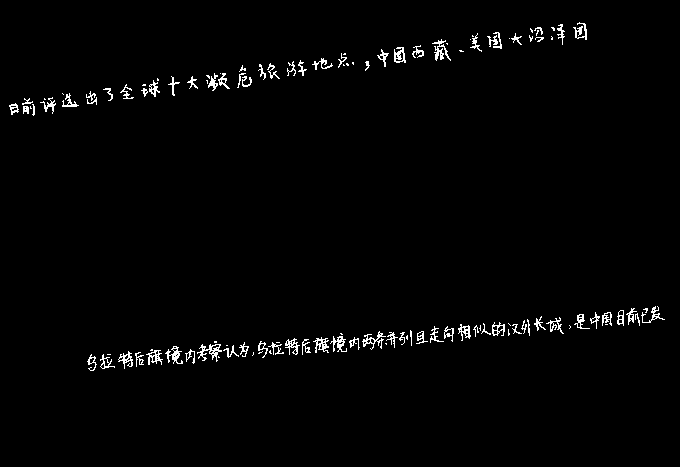 目前评选出了全球十大濒危旅游地点，中国西藏、美国大沼泽国
乌拉特后旗境内考察认为，乌拉特后旗境内两条并列且走向相似的汉外长城，是中国目前已发